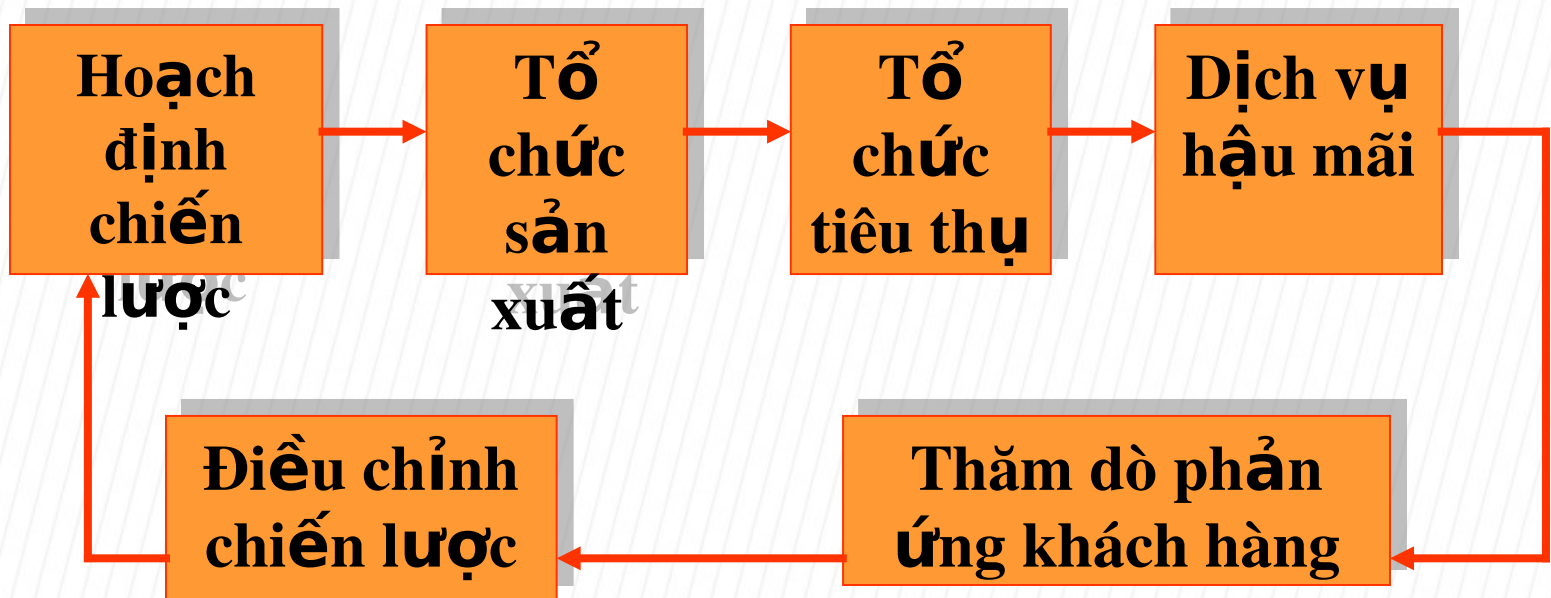 Hoạch
định
chiến
lược
Tổ
chức
sản
xuất
Tổ
chức
tiêu thụ
Dịch vụ
hậu mãi
Điều chỉnh
chiến lược
Thăm dò phản
ứng khách hàng